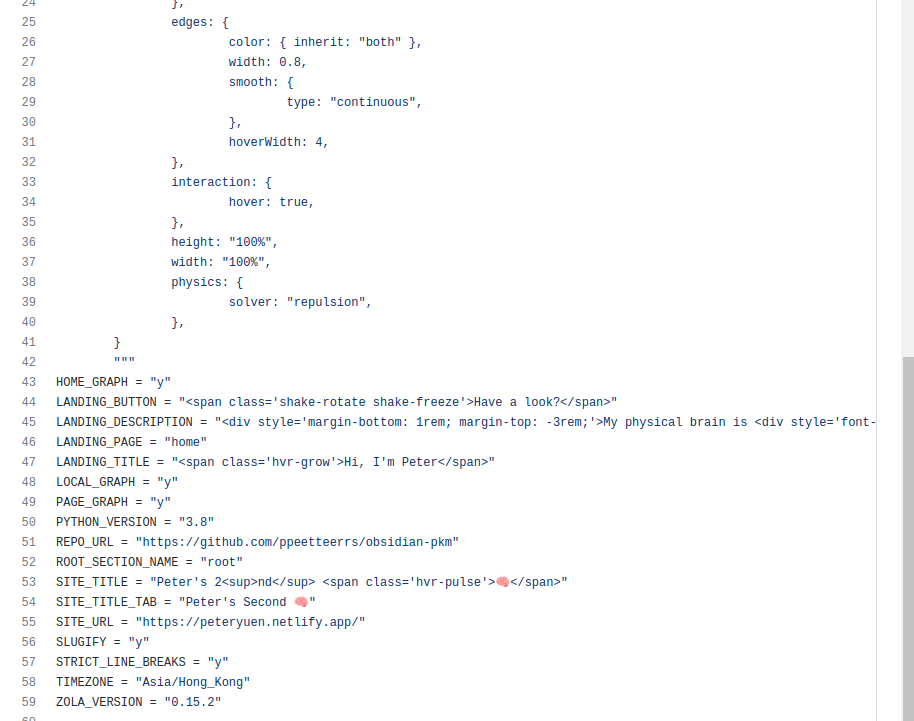 24                },
25                edges: {
26                        color: { inherit: "both" },
27                        width: 0.8,
28                        smooth: {
29                                type: "continuous",
30                        },
31                        hoverWidth: 4,
32                },
33                interaction: {
34                        hover: true,
35                },
36                height: "100%",
37                width: "100%",
38                physics: {
39                        solver: "repulsion",
40                },
41        }
42        """
43 HOME_GRAPH = "y"
44 LANDING_BUTTON = "<span class='shake-rotate shake-freeze'>Have a look?</span>"
45 LANDING_DESCRIPTION = "<div style='margin-bottom: 1rem; margin-top: -3rem;'>My physical brain is <div style='font-
46 LANDING_PAGE = "home"
47 LANDING_TITLE = "<span class='hvr-grow'>Hi, I'm Peter</span>"
48 LOCAL_GRAPH = "y"
49 PAGE_GRAPH = "y"
50 PYTHON_VERSION = "3.8"
51 REPO_URL = "https://github.com/ppeetteerrs/obsidian-pkm"
52 ROOT_SECTION_NAME = "root"
53 SITE_TITLE = "Peter's 2<sup>nd</sup> <span class='hvr-pulse'>🧠</span>"
54 SITE_TITLE_TAB = "Peter's Second 🧠"
55 SITE_URL = "https://peteryuen.netlify.app/"
56 SLUGIFY = "y"
57 STRICT_LINE_BREAKS = "y"
58 TIMEZONE = "Asia/Hong_Kong"
59 ZOLA_VERSION = "0.15.2"
60